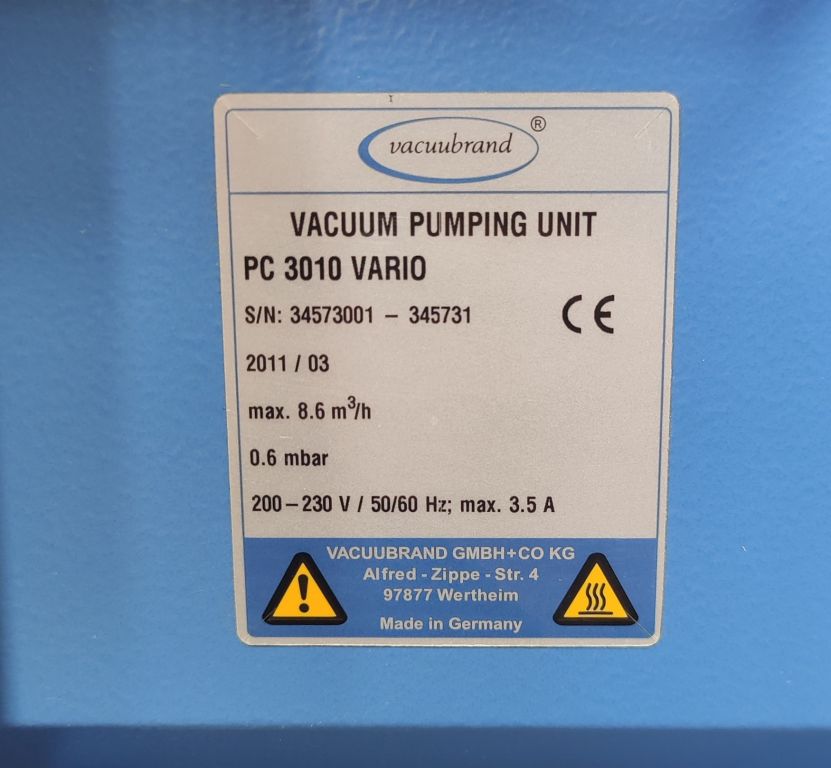 vacuubrand ®
VACUUM PUMPING UNIT
PC 3010 VARIO
S/N: 34573001 – 345731
CE
2011 / 03
max. 8.6 m³/h
0.6 mbar
200–230 V / 50/60 Hz; max. 3.5 A
VACUUBRAND GMBH+CO KG
Alfred - Zippe - Str. 4
97877 Wertheim
Made in Germany